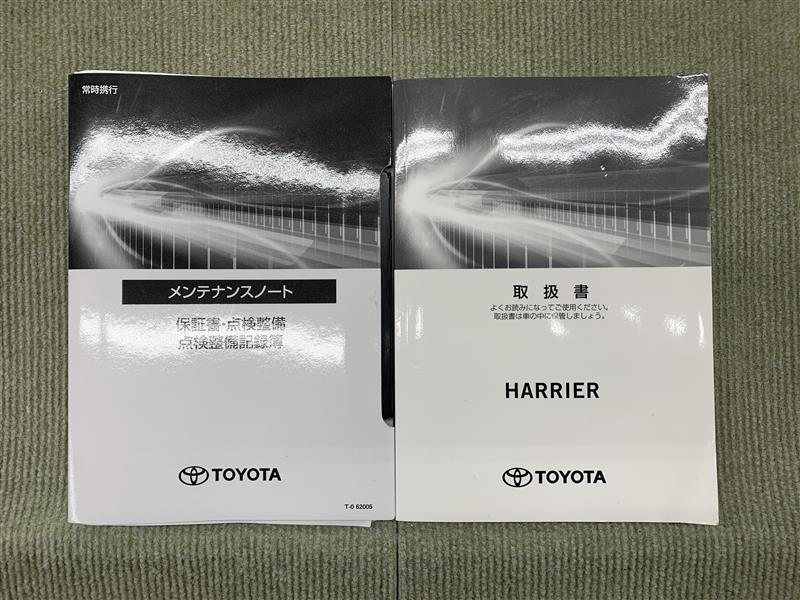 常時携行
メンテナンスノート
保証書・点検整備
点検整備記録簿
TOYOTA
T-0 62005
取扱書
よくお読みになってご使用ください。
取扱書は車の中に保管しましょう。
HARRIER
TOYOTA